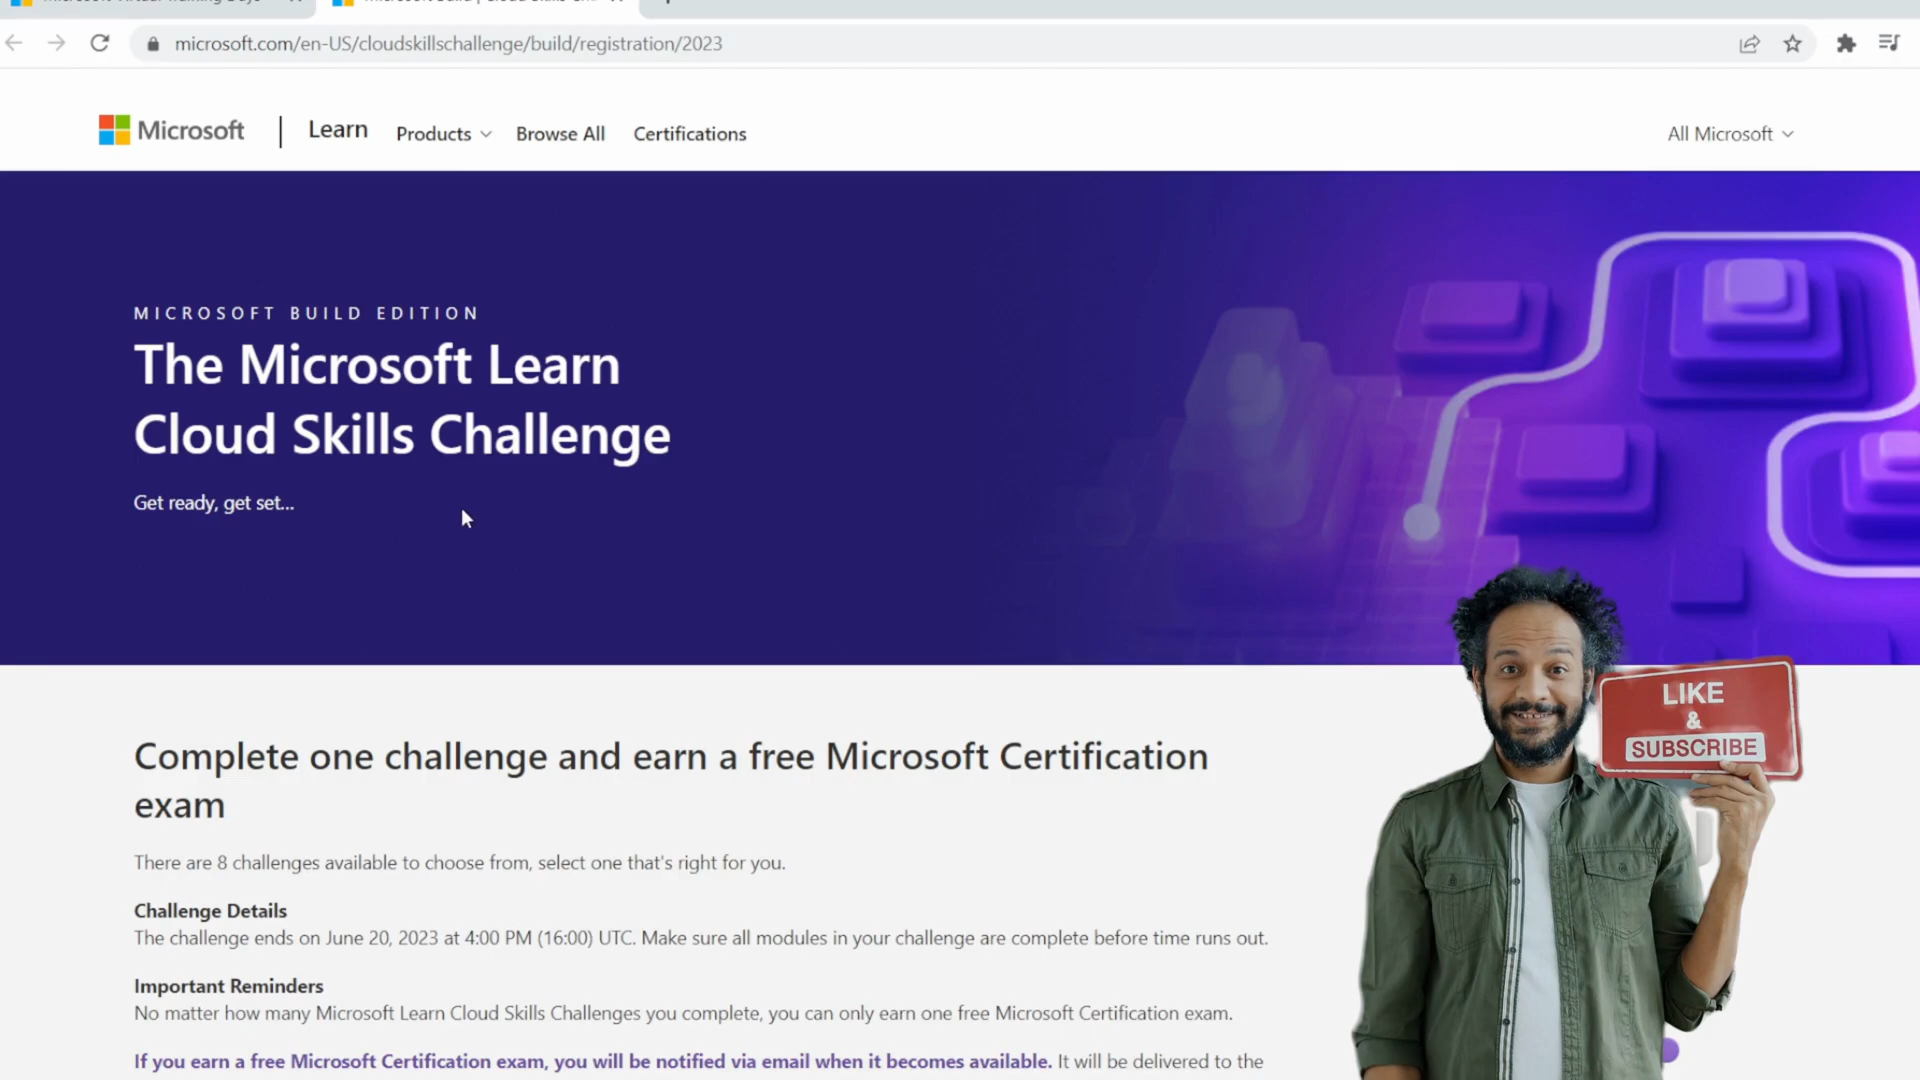 microsoft.com/en-US/cloudskillschallenge/build/registration/2023
Microsoft | Learn Products Browse All Certifications All Microsoft
MICROSOFT BUILD EDITION
The Microsoft Learn
Cloud Skills Challenge
Get ready, get set...
LIKE
&
SUBSCRIBE
Complete one challenge and earn a free Microsoft Certification
exam
There are 8 challenges available to choose from, select one that's right for you.
Challenge Details
The challenge ends on June 20, 2023 at 4:00 PM (16:00) UTC. Make sure all modules in your challenge are complete before time runs out.
Important Reminders
No matter how many Microsoft Learn Cloud Skills Challenges you complete, you can only earn one free Microsoft Certification exam.
If you earn a free Microsoft Certification exam, you will be notified via email when it becomes available. It will be delivered to the